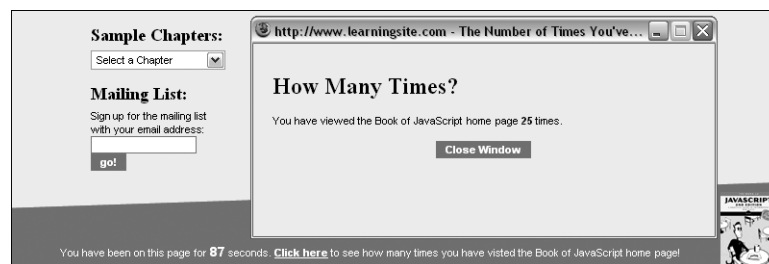 Sample Chapters:
Select a Chapter
Mailing List:
Sign up for the mailing list
with your email address:
go!
http://www.learningsite.com - The Number of Times You've...
How Many Times?
You have viewed the Book of JavaScript home page 25 times.
Close Window
JAVASCRIP
You have been on this page for 87 seconds. Click here to see how many times you have visted the Book of JavaScript home page!